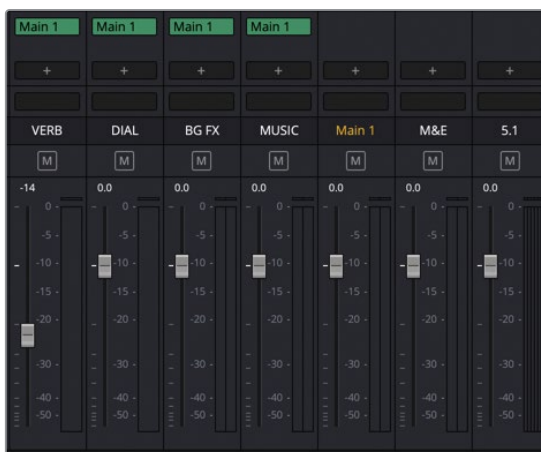 Main 1 Main 1 Main 1 Main 1
+ + + + + + +
VERB DIAL BG FX MUSIC Main 1 M&E 5.1
M M M M M M M
-14 0.0 0.0 0.0 0.0 0.0 0.0
0 - 0 - 0 - 0 - 0 - 0 - 0 -
-5 - -5 - -5 - -5 - -5 - -5 - -5 -
-10 - -10 - -10 - -10 - -10 - -10 - -10 -
-15 - -15 - -15 - -15 - -15 - -15 - -15 -
-20 - -20 - -20 - -20 - -20 - -20 - -20 -
-30 - -30 - -30 - -30 - -30 - -30 - -30 -
-40 - -40 - -40 - -40 - -40 - -40 - -40 -
-50 - -50 - -50 - -50 - -50 - -50 - -50 -